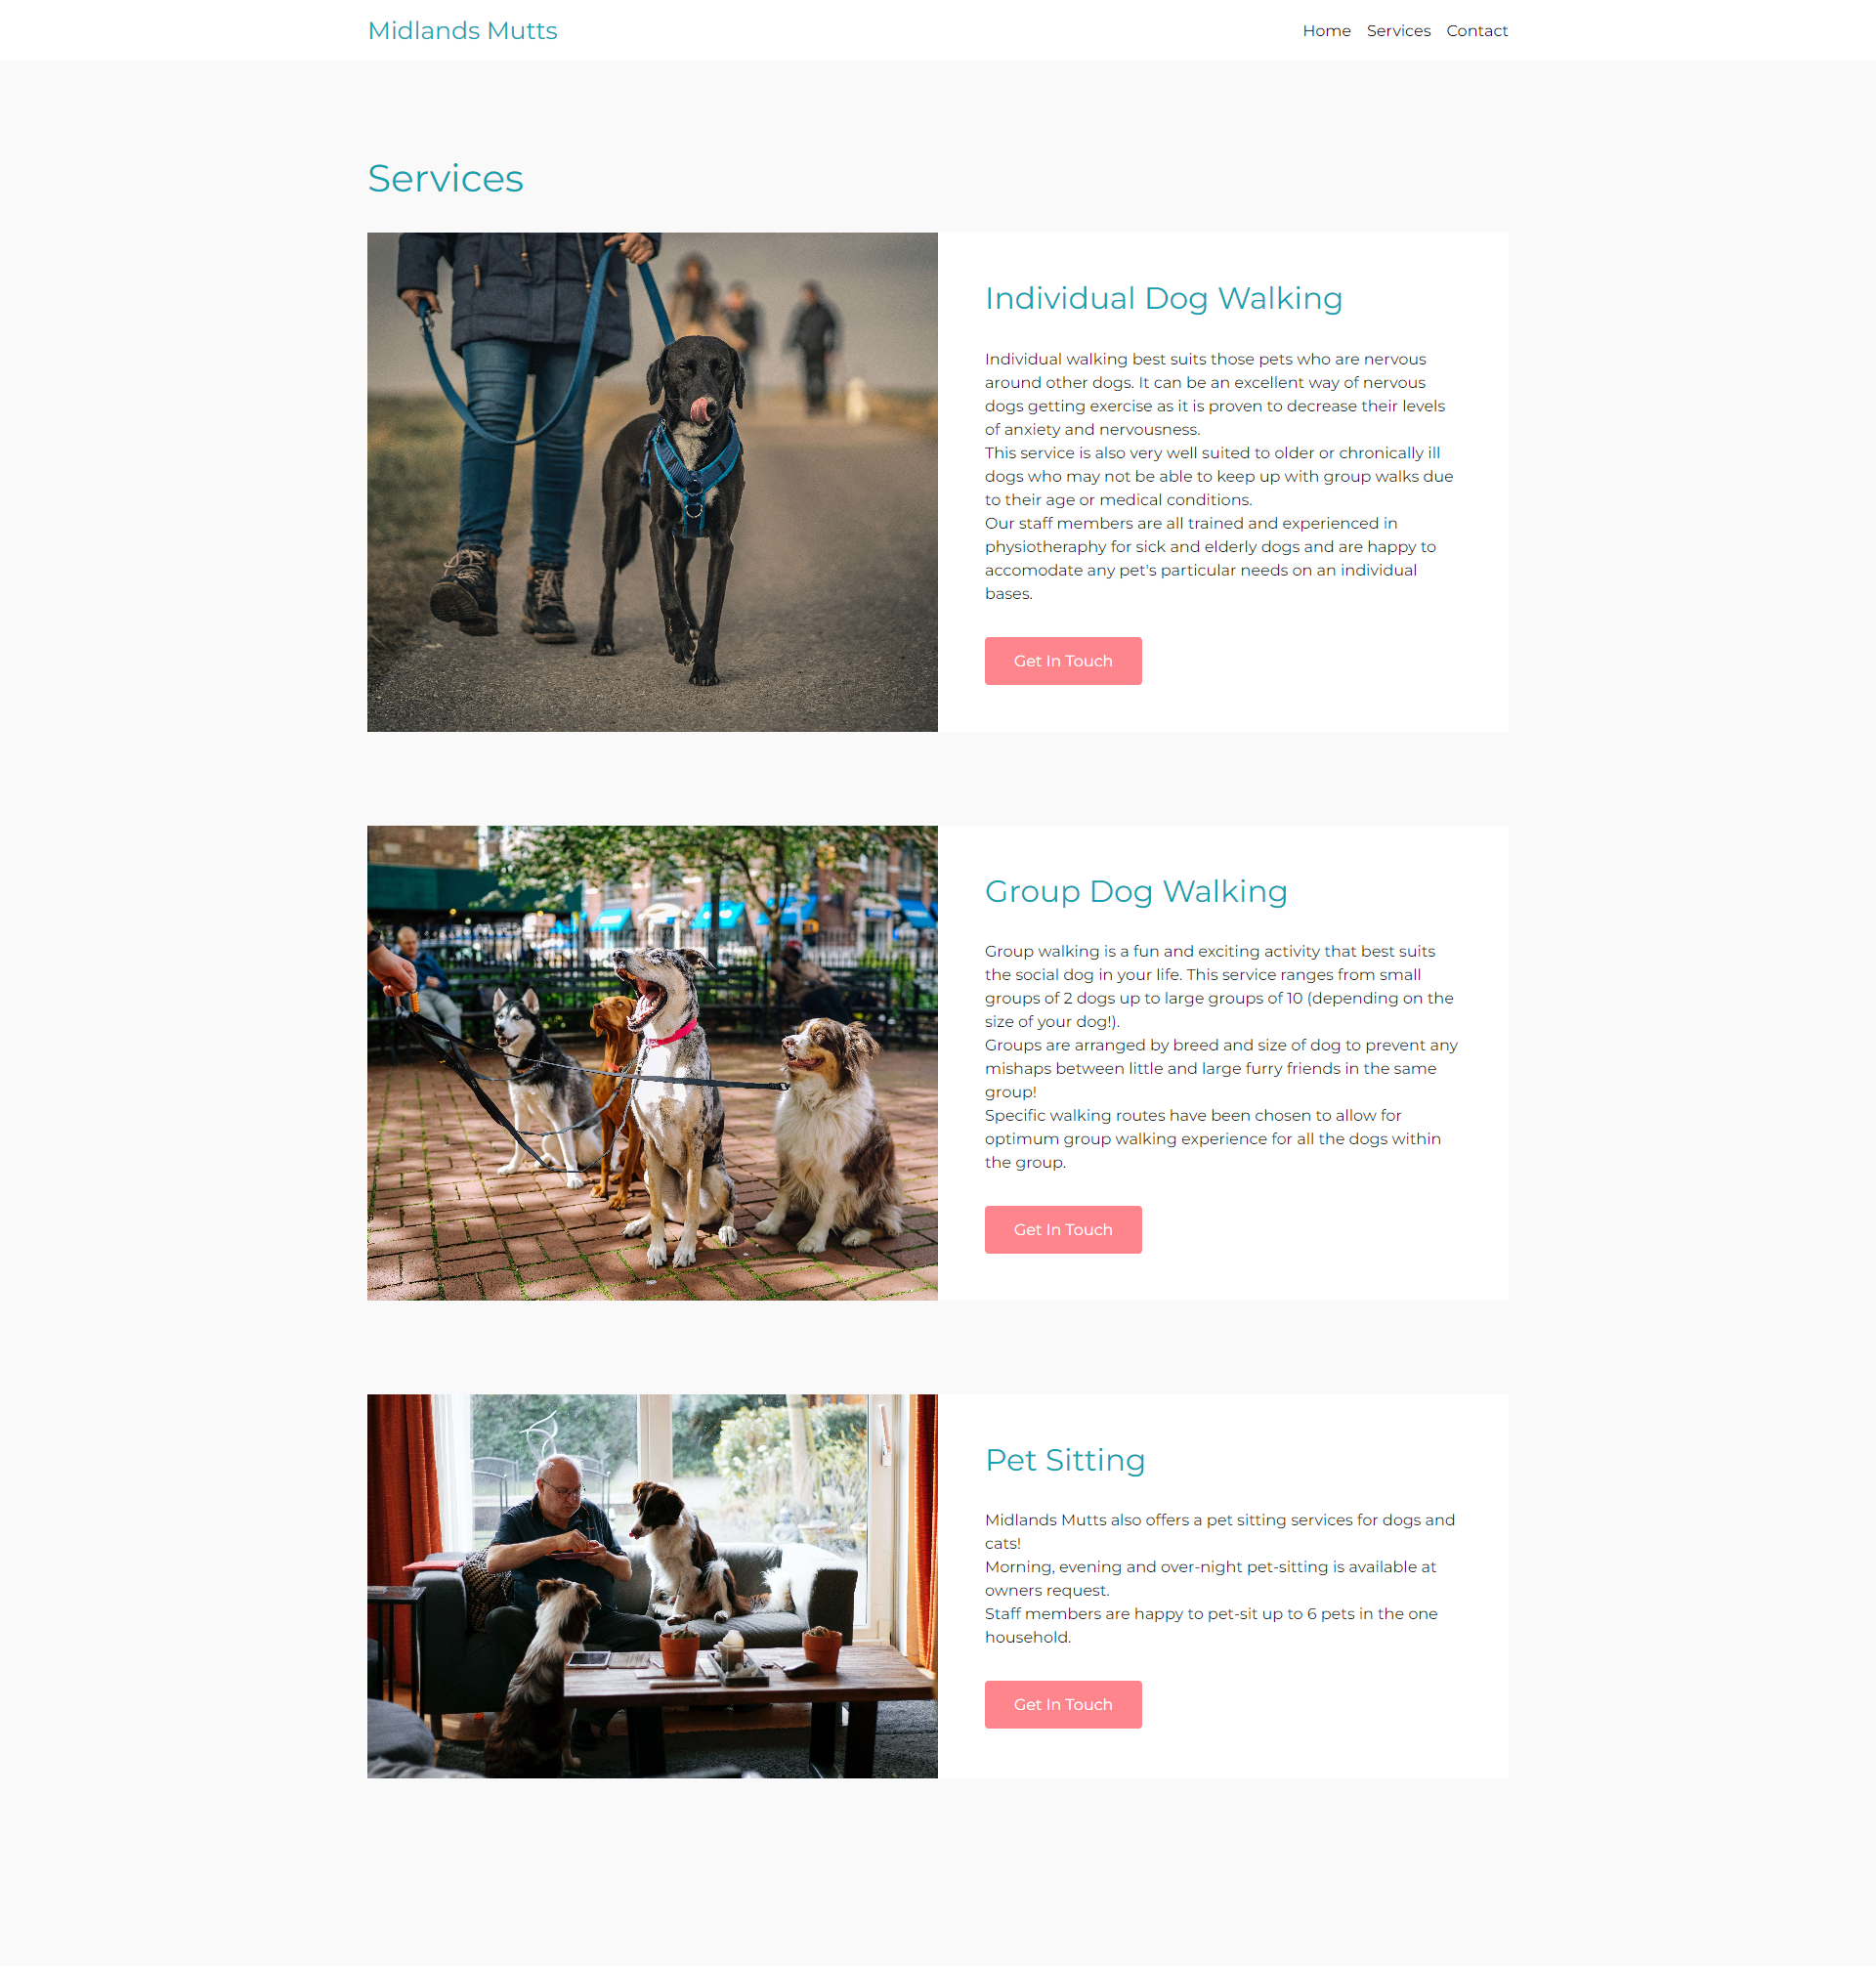 Midlands Mutts
Home Services Contact
Services
Individual Dog Walking
Individual walking best suits those pets who are nervous
around other dogs. It can be an excellent way of nervous
dogs getting exercise as it is proven to decrease their levels
of anxiety and nervousness.
This service is also very well suited to older or chronically ill
dogs who may not be able to keep up with group walks due
to their age or medical conditions.
Our staff members are all trained and experienced in
physiotheraphy for sick and elderly dogs and are happy to
accomodate any pet's particular needs on an individual
bases.
Get In Touch
Group Dog Walking
Group walking is a fun and exciting activity that best suits
the social dog in your life. This service ranges from small
groups of 2 dogs up to large groups of 10 (depending on the
size of your dog!).
Groups are arranged by breed and size of dog to prevent any
mishaps between little and large furry friends in the same
group!
Specific walking routes have been chosen to allow for
optimum group walking experience for all the dogs within
the group.
Get In Touch
Pet Sitting
Midlands Mutts also offers a pet sitting services for dogs and
cats!
Morning, evening and over-night pet-sitting is available at
owners request.
Staff members are happy to pet-sit up to 6 pets in the one
household.
Get In Touch